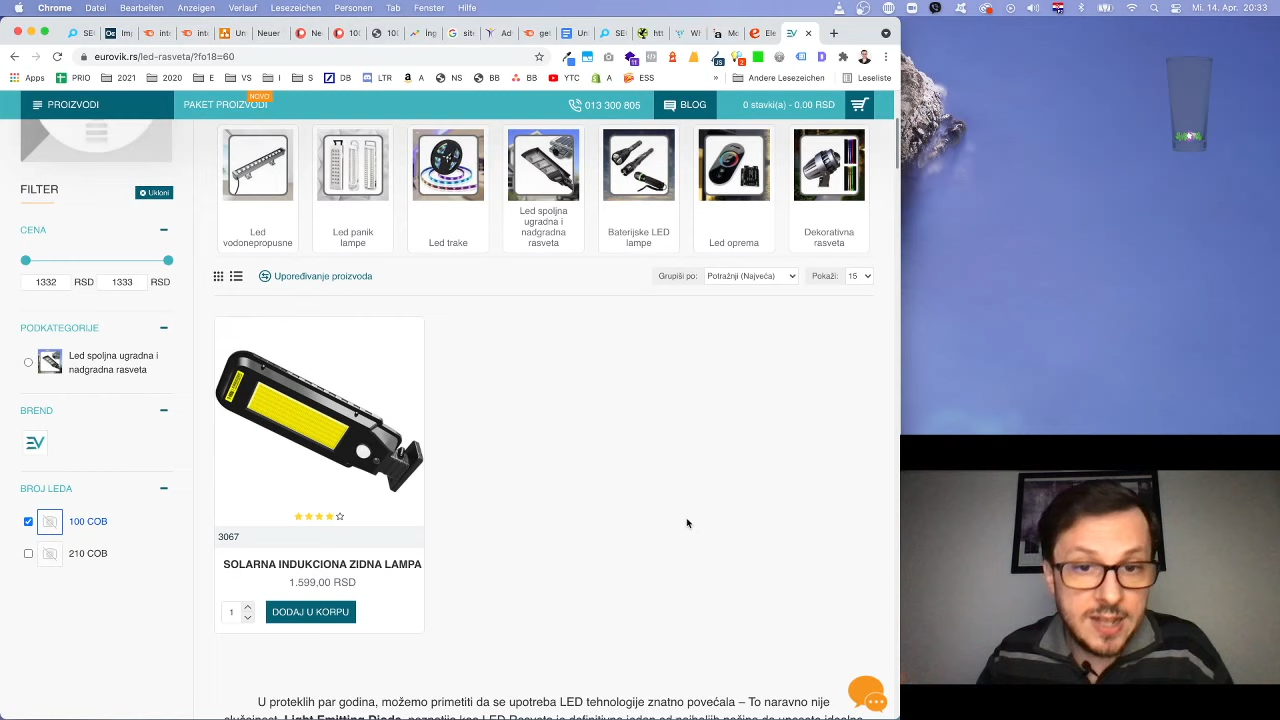 Chrome Bearbeiten Anzeigen Verlauf Lesezeichen Personen Tab Fenster Hilfe
Mi. 14. Apr. 20:33
eurovik.rs/led-rasveta/?fo18=60
Apps PRIO 2021 2020 E VS I S DB LTR A NS BB BB YTC A ESS » Andere Lesezeichen Leseliste
PROIZVODI
PAKET PROIZVODI
NOVO
013 300 805
BLOG
0 stavki(a) - 0,00 RSD
FILTER
Ukloni
CENA
1332 RSD 1333 RSD
PODKATEGORIJE
Led spoljna ugradna i
nadgradna rasveta
BREND
EV
BROJ LEDA
100 COB
210 COB
Led
vodonepropusne
Led panik
lampe
Led trake
Led spoljna
ugradna i
nadgradna
rasveta
Baterijske LED
lampe
Led oprema
Dekorativna
rasveta
Upoređivanje proizvoda
Grupiši po: Potražnji (Najveća)
Pokaži: 15
3067
SOLARNA INDUKCIONA ZIDNA LAMPA
1.599,00 RSD
1
DODAJ U KORPU
U proteklih par godina, možemo primetiti da se upotreba LED tehnologije znatno povećala – To naravno nije